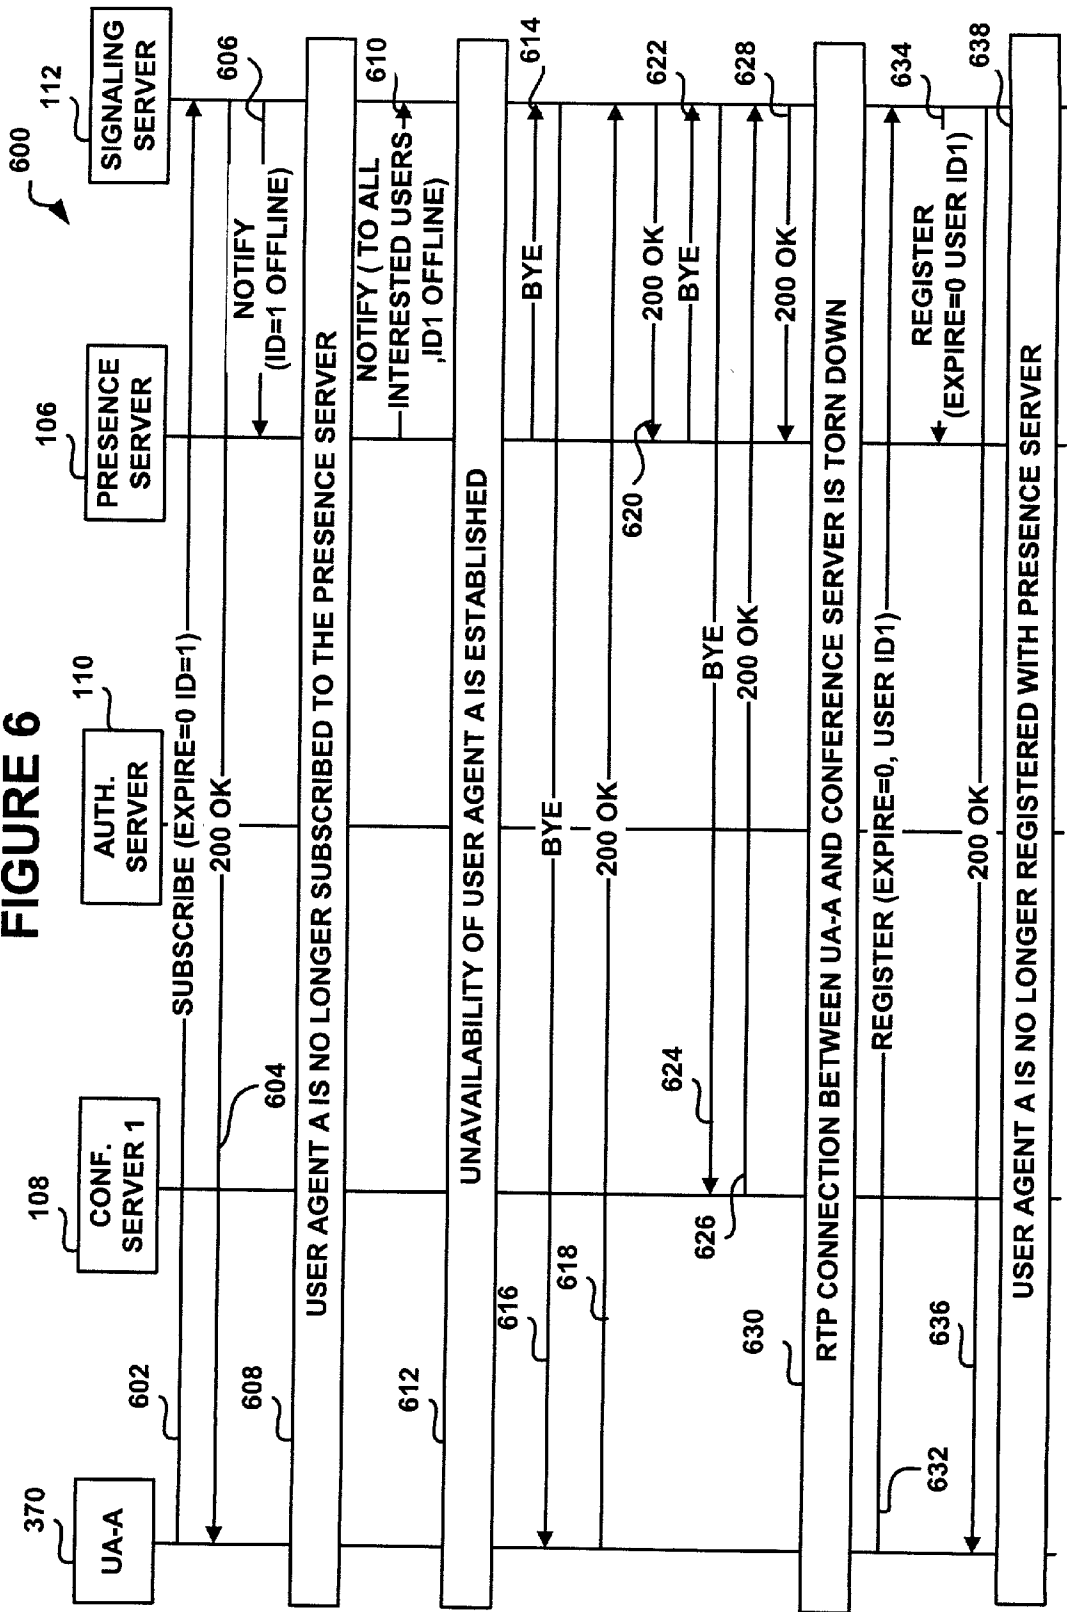 FIGURE 6
600
370
UA-A
108
CONF.
SERVER 1
110
AUTH.
SERVER
106
PRESENCE
SERVER
112
SIGNALING
SERVER
602
SUBSCRIBE (EXPIRE=0 ID=1)
200 OK
604
NOTIFY
(ID=1 OFFLINE)
606
608
USER AGENT A IS NO LONGER SUBSCRIBED TO THE PRESENCE SERVER
NOTIFY ( TO ALL
INTERESTED USERS
,ID1 OFFLINE)
610
612
UNAVAILABILITY OF USER AGENT A IS ESTABLISHED
BYE
614
616
BYE
618
200 OK
620
200 OK
BYE
622
624
BYE
626
200 OK
200 OK
628
630
RTP CONNECTION BETWEEN UA-A AND CONFERENCE SERVER IS TORN DOWN
632
REGISTER (EXPIRE=0, USER ID1)
REGISTER
(EXPIRE=0 USER ID1)
634
636
200 OK
638
USER AGENT A IS NO LONGER REGISTERED WITH PRESENCE SERVER